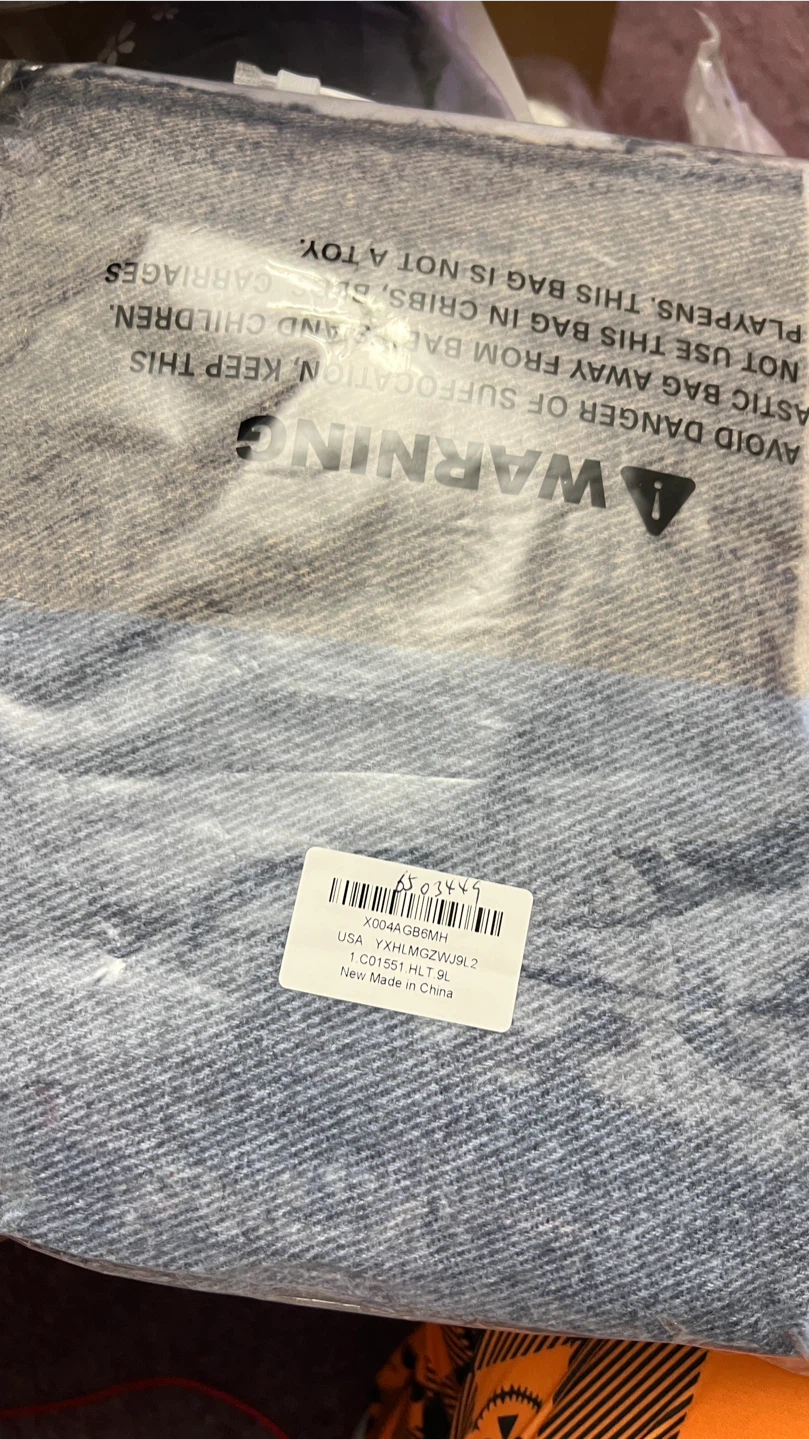 WARNING
AVOID DANGER OF SUFFOCATION, KEEP THIS
ASTIC BAG AWAY FROM BABIES AND CHILDREN.
NOT USE THIS BAG IN CRIBS, BEDS, CARRIAGES
PLAYPENS. THIS BAG IS NOT A TOY.
6503449
X004AGB6MH
USA YXHLMGZWJ9L2
1.C01551.HLT.9L
New Made in China